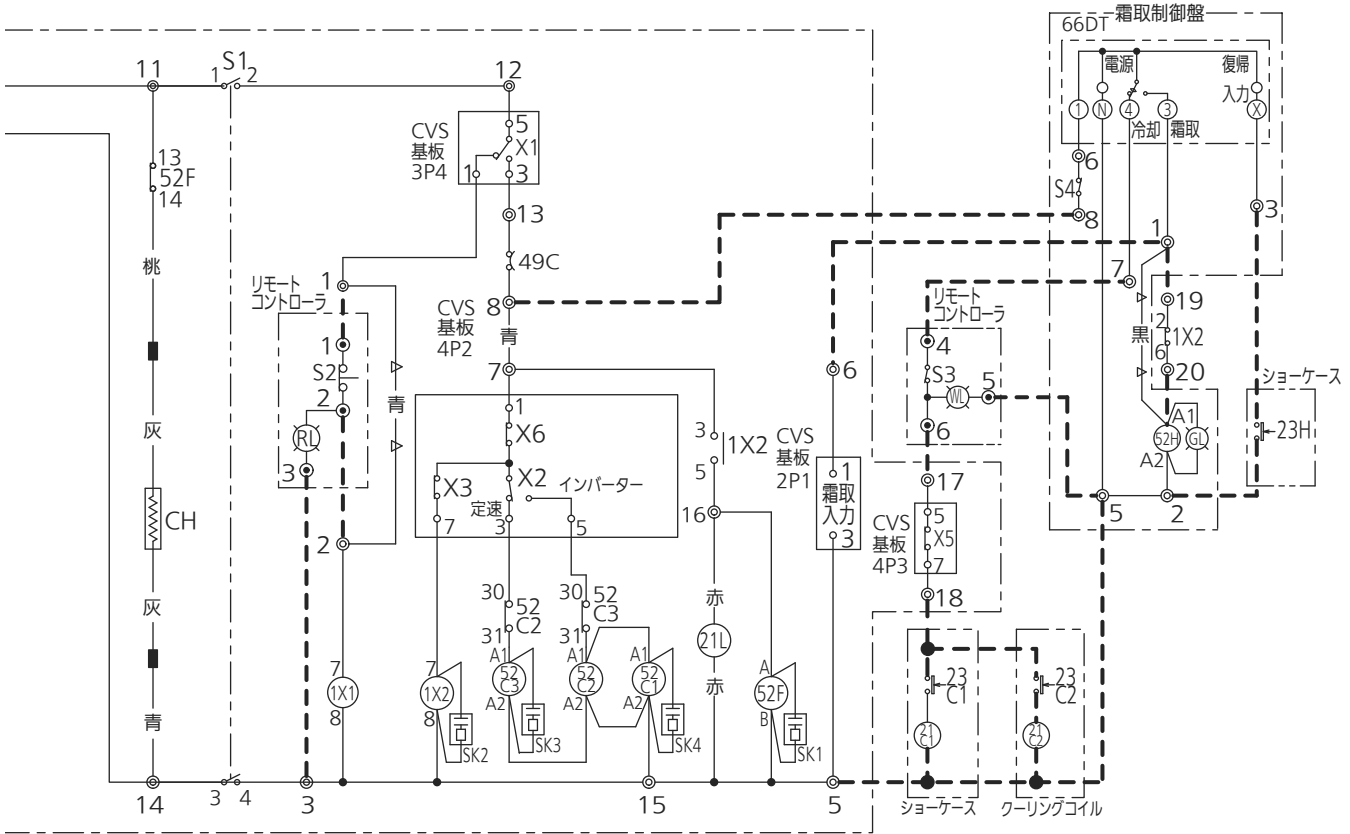 霜取制御盤
66DT
電源
復帰
入力
1
N
4
3
X
冷却
霜取
11
S1
1
2
12
CVS
基板
3P4
5
X1
1
3
13
52F
14
13
49C
6
S4
8
3
1
7
桃
リモート
コントローラ
1
1
S2
2
RL
3
2
青
CVS
基板
4P2
8
青
7
リモート
コントローラ
4
S3
WL
5
6
黒
19
2
1X2
6
20
A1
52H
GL
A2
5
2
ショーケース
23H
6
CVS
基板
2P1
1
霜取
入力
3
灰
CH
灰
青
1
X6
X3
X2
インバーター
定速
7
3
5
3
1X2
5
16
赤
21L
赤
17
CVS
基板
4P3
5
X5
7
18
30
52
C2
31
30
52
C3
31
7
1X1
8
7
1X2
8
SK2
A1
52
C3
A2
SK3
A1
52
C2
A2
A1
52
C1
A2
SK4
A
52F
B
SK1
23
C1
21
C1
23
C2
21
C2
14
3
4
3
15
5
ショーケース
クーリングコイル